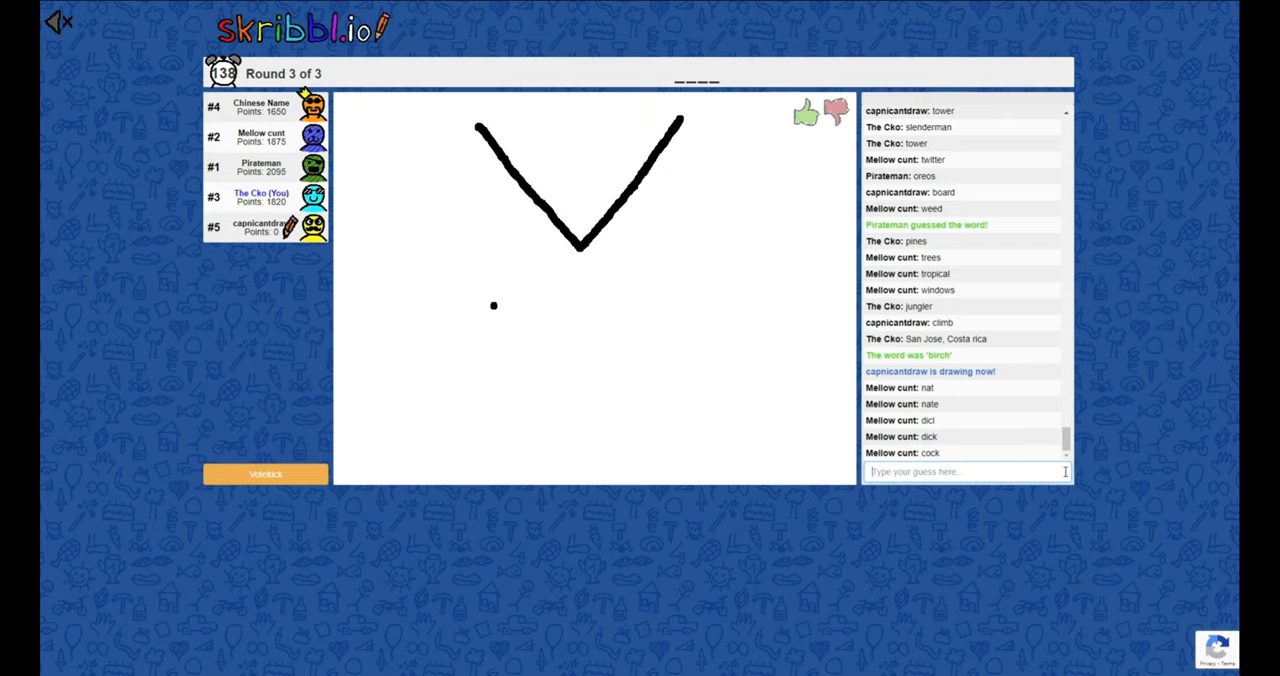 skribbl.io
138 Round 3 of 3 ____
#4 Chinese Name
Points: 1650
#2 Mellow cunt
Points: 1875
#1 Pirateman
Points: 2095
#3 The Cko (You)
Points: 1820
#5 capnicantdraw
Points: 0
Votekick
capnicantdraw: tower
The Cko: slenderman
The Cko: tower
Mellow cunt: twitter
Pirateman: oreos
capnicantdraw: board
Mellow cunt: weed
Pirateman guessed the word!
The Cko: pines
Mellow cunt: trees
Mellow cunt: tropical
Mellow cunt: windows
The Cko: jungler
capnicantdraw: climb
The Cko: San Jose, Costa rica
The word was 'birch'
capnicantdraw is drawing now!
Mellow cunt: nat
Mellow cunt: nate
Mellow cunt: dicl
Mellow cunt: dick
Mellow cunt: cock
Type your guess here...
Privacy - Terms